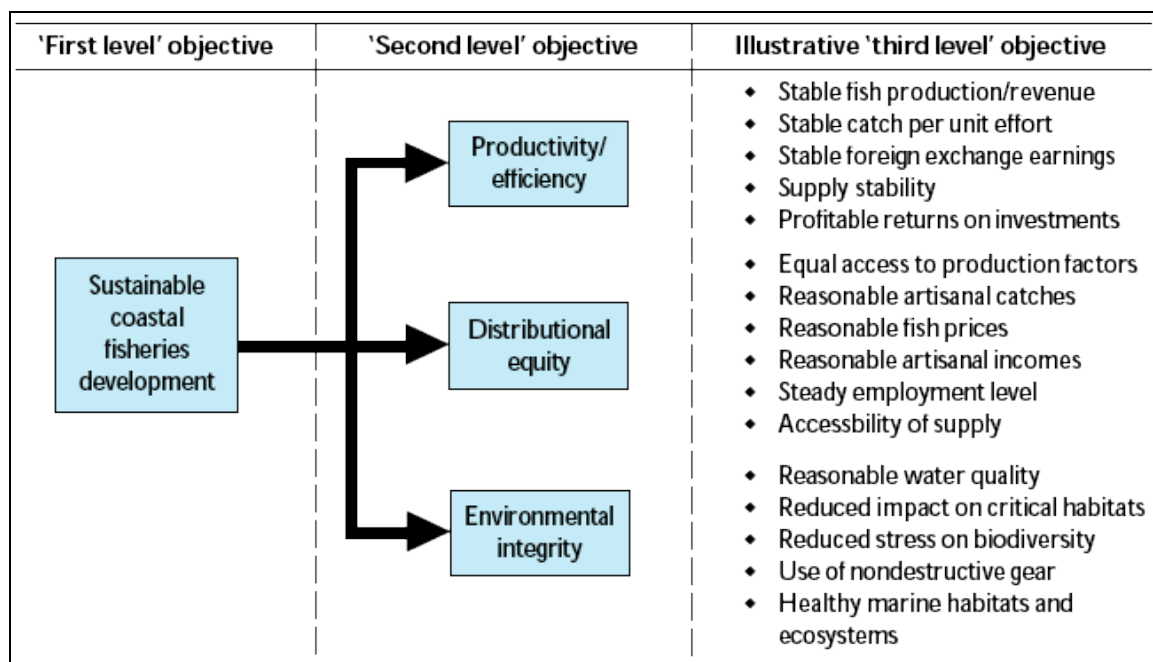 ‘First level’ objective
‘Second level’ objective
Illustrative ‘third level’ objective
Sustainable
coastal
fisheries
development
Productivity/
efficiency
Distributional
equity
Environmental
integrity
◆ Stable fish production/revenue
◆ Stable catch per unit effort
◆ Stable foreign exchange earnings
◆ Supply stability
◆ Profitable returns on investments
◆ Equal access to production factors
◆ Reasonable artisanal catches
◆ Reasonable fish prices
◆ Reasonable artisanal incomes
◆ Steady employment level
◆ Accessbility of supply
◆ Reasonable water quality
◆ Reduced impact on critical habitats
◆ Reduced stress on biodiversity
◆ Use of nondestructive gear
◆ Healthy marine habitats and
ecosystems